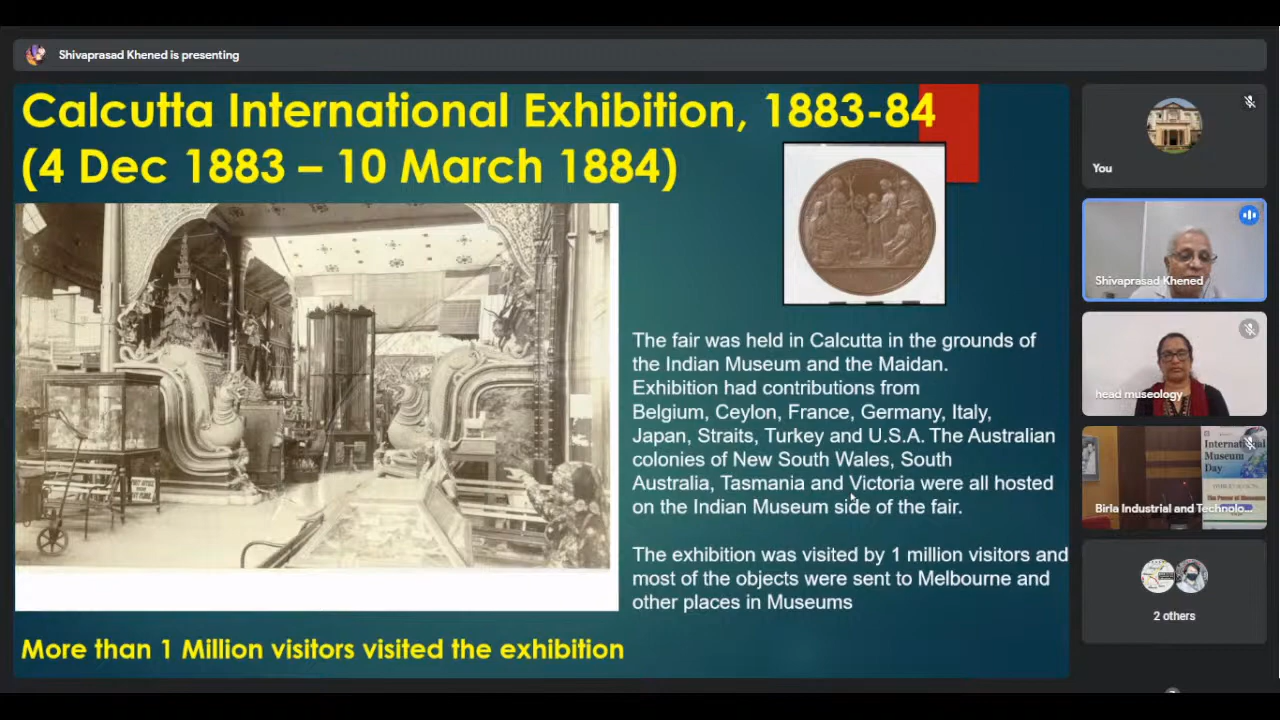 Shivaprasad Khened is presenting
Calcutta International Exhibition, 1883-84
(4 Dec 1883 – 10 March 1884)
The fair was held in Calcutta in the grounds of
the Indian Museum and the Maidan.
Exhibition had contributions from
Belgium, Ceylon, France, Germany, Italy,
Japan, Straits, Turkey and U.S.A. The Australian
colonies of New South Wales, South
Australia, Tasmania and Victoria were all hosted
on the Indian Museum side of the fair.
The exhibition was visited by 1 million visitors and
most of the objects were sent to Melbourne and
other places in Museums
More than 1 Million visitors visited the exhibition
You
Shivaprasad Khened
head museology
International
Museum
Day
Birla Industrial and Technolo...
2 others